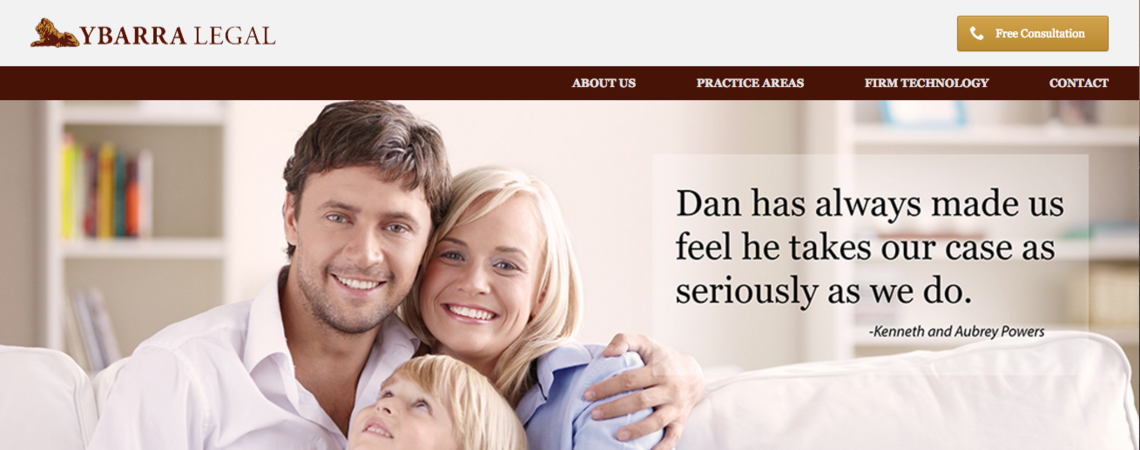 YBARRA LEGAL
Free Consultation
ABOUT US PRACTICE AREAS FIRM TECHNOLOGY CONTACT
Dan has always made us
feel he takes our case as
seriously as we do.
-Kenneth and Aubrey Powers